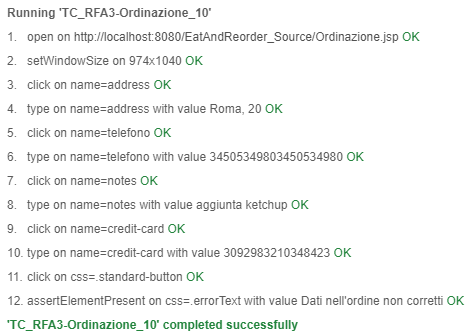 Running 'TC_RFA3-Ordinazione_10'
1. open on http://localhost:8080/EatAndReorder_Source/Ordinazione.jsp OK
2. setWindowSize on 974x1040 OK
3. click on name=address OK
4. type on name=address with value Roma, 20 OK
5. click on name=telefono OK
6. type on name=telefono with value 34505349803450534980 OK
7. click on name=notes OK
8. type on name=notes with value aggiunta ketchup OK
9. click on name=credit-card OK
10. type on name=credit-card with value 3092983210348423 OK
11. click on css=.standard-button OK
12. assertElementPresent on css=.errorText with value Dati nell'ordine non corretti OK
'TC_RFA3-Ordinazione_10' completed successfully